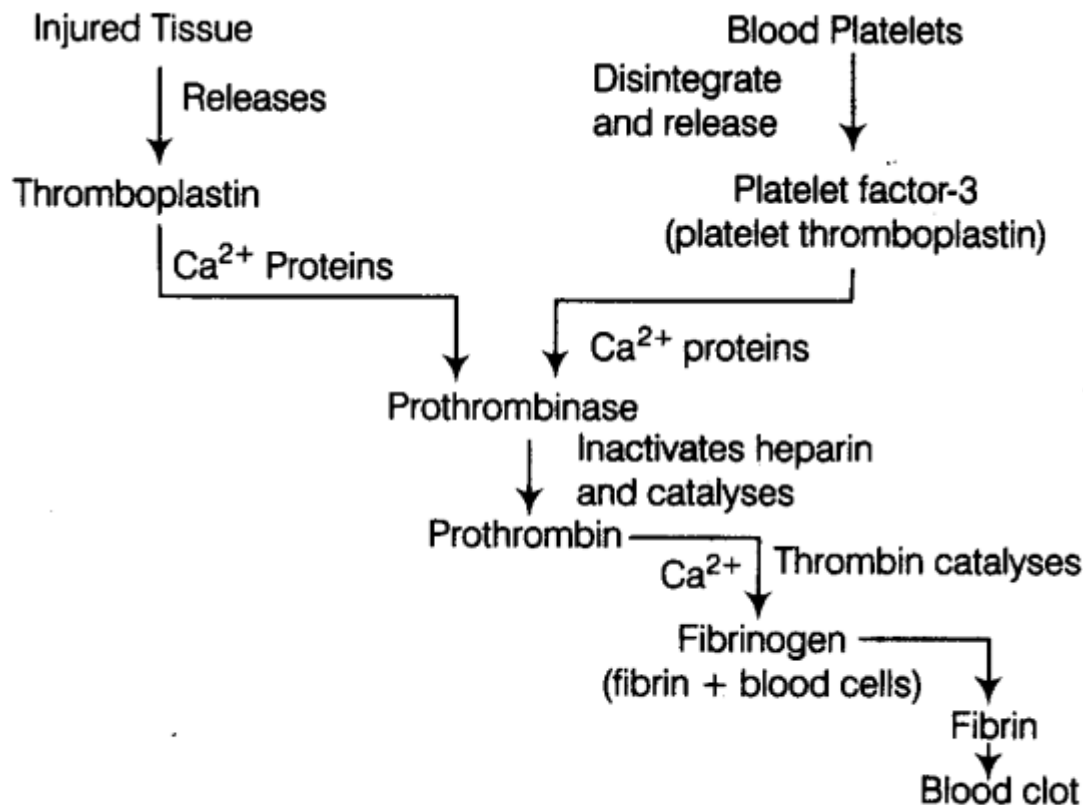 Injured Tissue
Blood Platelets
Releases
Disintegrate
and release
Thromboplastin
Platelet factor-3
(platelet thromboplastin)
Ca²⁺ Proteins
Ca²⁺ proteins
Prothrombinase
Inactivates heparin
and catalyses
Prothrombin
Ca²⁺
Thrombin catalyses
Fibrinogen
(fibrin + blood cells)
Fibrin
Blood clot